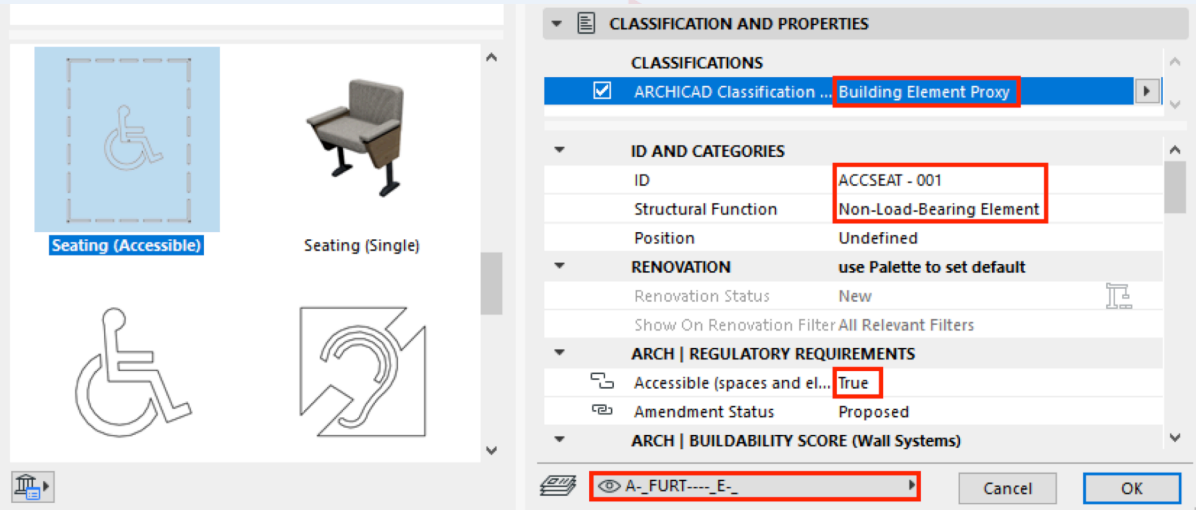 Seating (Accessible)
Seating (Single)
CLASSIFICATION AND PROPERTIES
CLASSIFICATIONS
ARCHICAD Classification ... Building Element Proxy
ID AND CATEGORIES
ID ACCSEAT - 001
Structural Function Non-Load-Bearing Element
Position Undefined
RENOVATION use Palette to set default
Renovation Status New
Show On Renovation Filter All Relevant Filters
ARCH | REGULATORY REQUIREMENTS
Accessible (spaces and el... True
Amendment Status Proposed
ARCH | BUILDABILITY SCORE (Wall Systems)
A-_FURT----_E-_
Cancel
OK